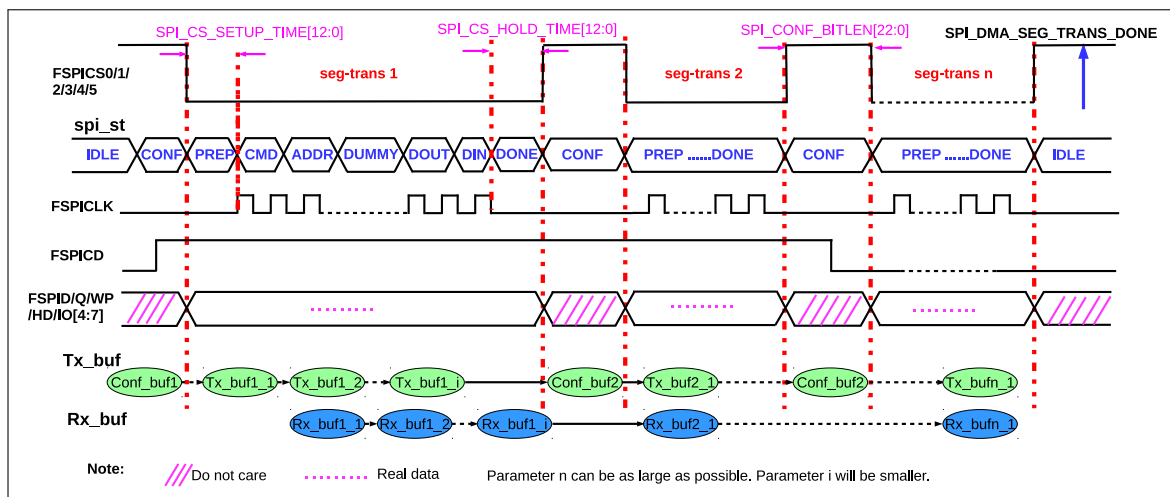 SPI_CS_SETUP_TIME[12:0]
SPI_CS_HOLD_TIME[12:0]
SPI_CONF_BITLEN[22:0]
SPI_DMA_SEG_TRANS_DONE
FSPICS0/1/
2/3/4/5
seg-trans 1
seg-trans 2
seg-trans n
spi_st
IDLE CONF PREP CMD ADDR DUMMY DOUT DIN DONE CONF PREP ......DONE CONF PREP ......DONE IDLE
FSPICLK
FSPICD
FSPID/Q/WP
/HD/IO[4:7]
Tx_buf
Conf_buf1 Tx_buf1_1 Tx_buf1_2 Tx_buf1_i Conf_buf2 Tx_buf2_1 Conf_buf2 Tx_bufn_1
Rx_buf
Rx_buf1_1 Rx_buf1_2 Rx_buf1_i Rx_buf2_1 Rx_bufn_1
Note: Do not care Real data Parameter n can be as large as possible. Parameter i will be smaller.